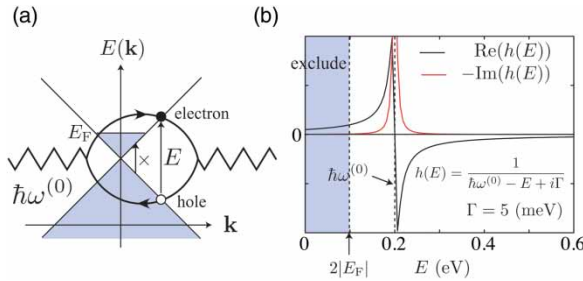 (a)
E(k)
electron
E_F
×
E
ħω^(0)
hole
k
(b)
exclude
Re(h(E))
−Im(h(E))
0
ħω^(0)
h(E) = 1 / (ħω^(0) − E + iΓ)
Γ = 5 (meV)
0 0.2 0.4 0.6
2|E_F| E (eV)